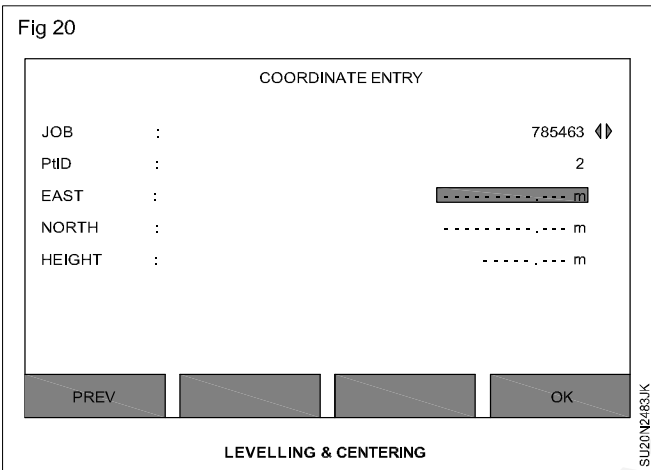 Fig 20
COORDINATE ENTRY
JOB : 785463
PtID : 2
EAST : - - - - - - - - - . - - - m
NORTH : - - - - - - - - - . - - - m
HEIGHT : - - - - - . - - - m
PREV OK
LEVELLING & CENTERING
SU20N2483JK